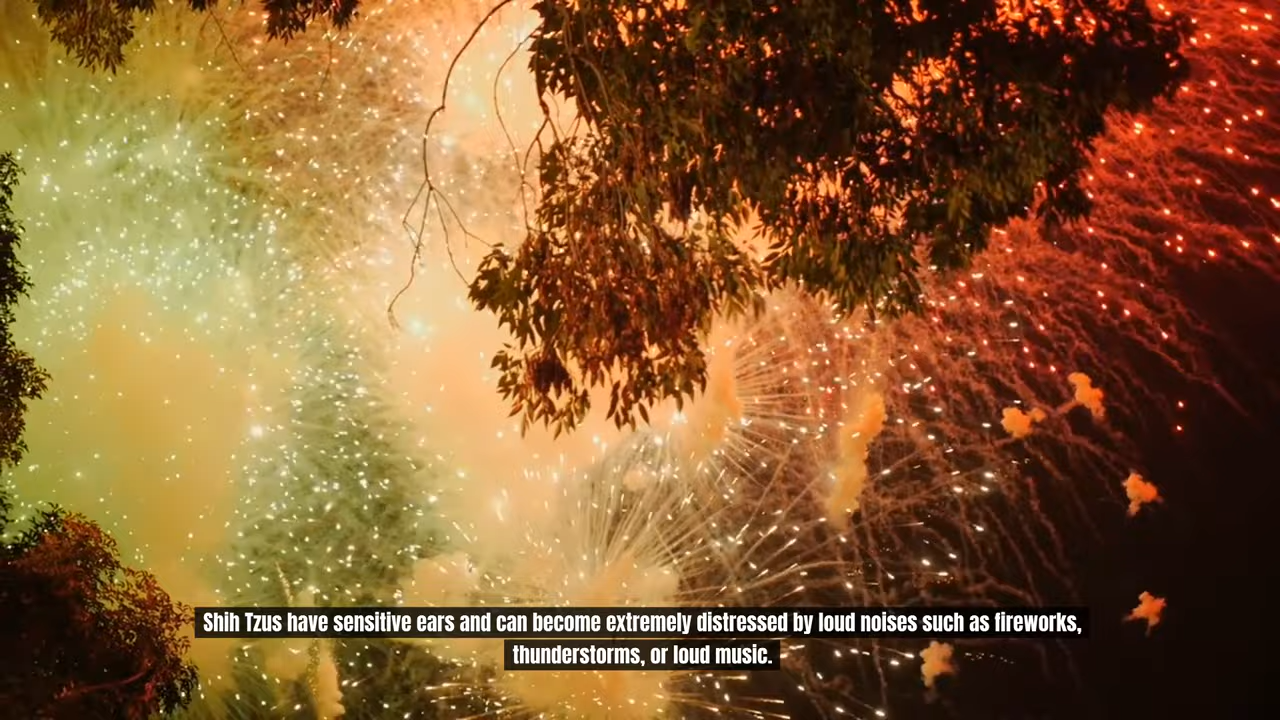 Shih Tzus have sensitive ears and can become extremely distressed by loud noises such as fireworks,
thunderstorms, or loud music.